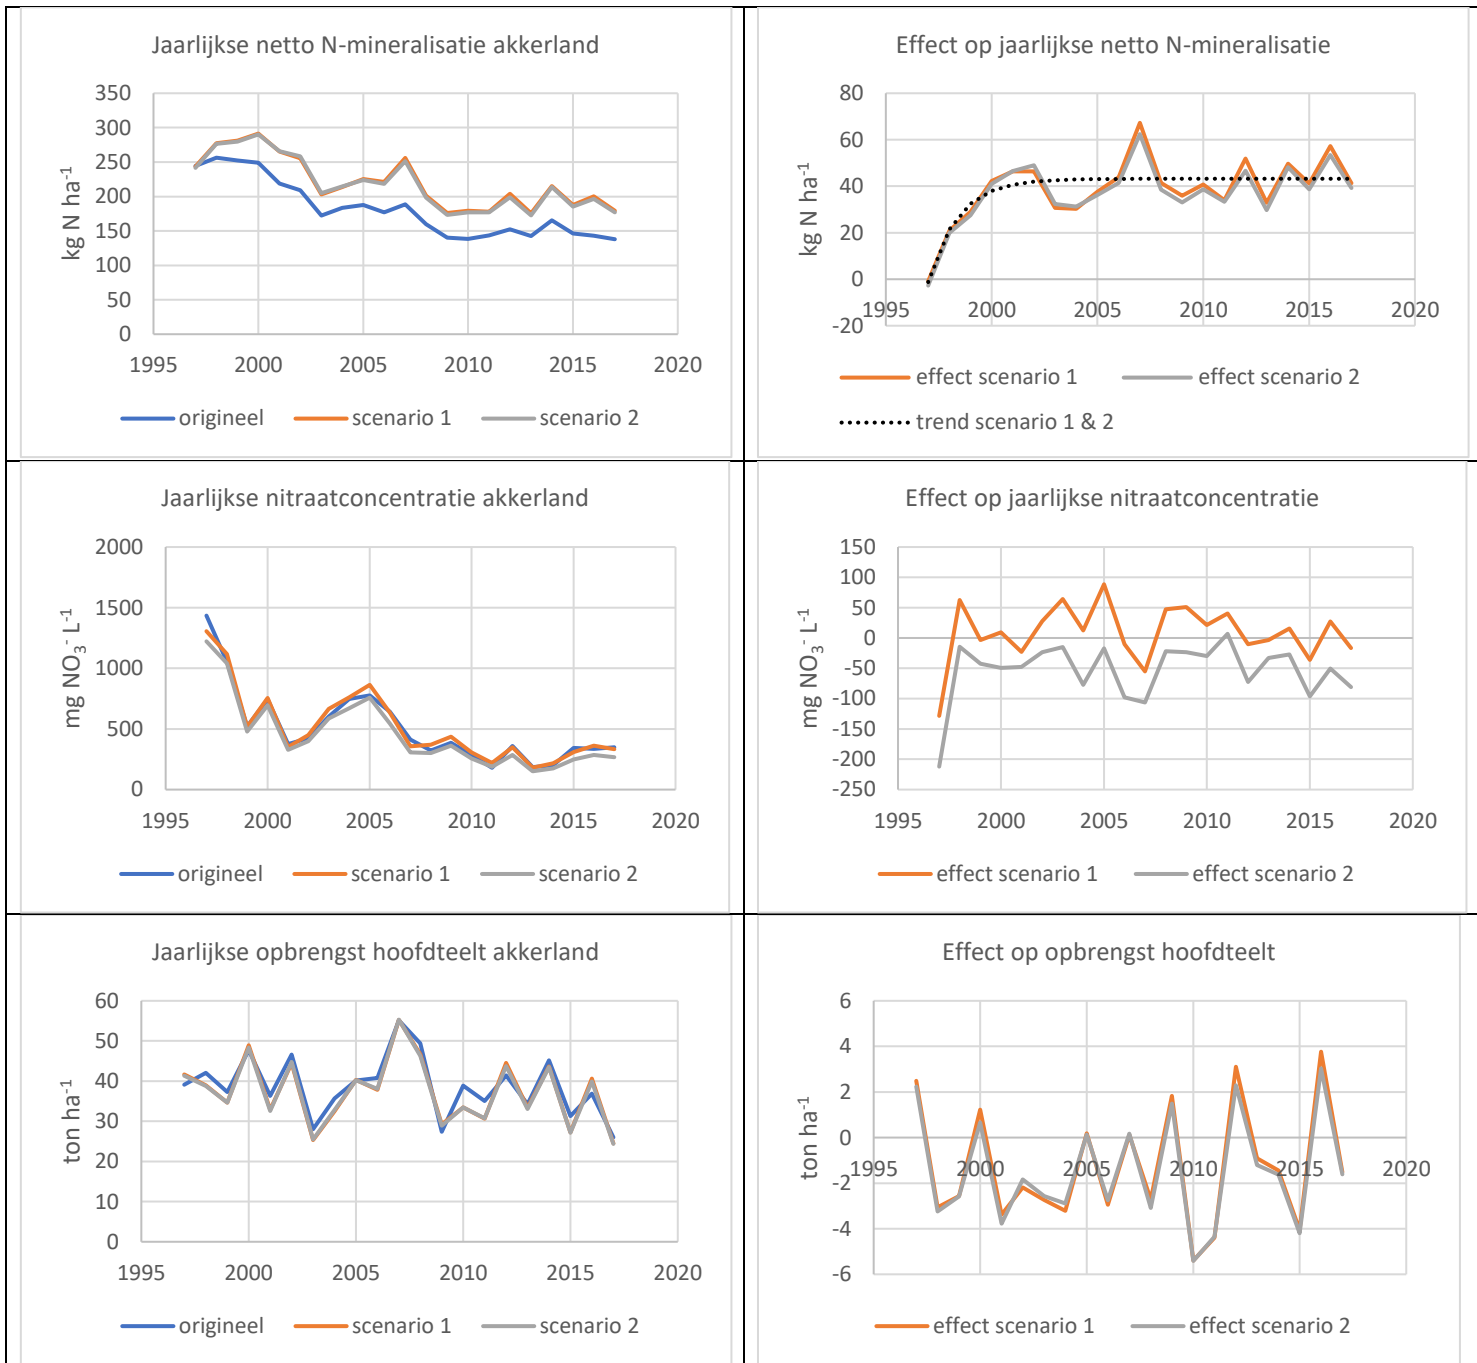 Jaarlijkse netto N-mineralisatie akkerland
kg N ha-1
350
300
250
200
150
100
50
0
1995 2000 2005 2010 2015 2020
origineel scenario 1 scenario 2
Effect op jaarlijkse netto N-mineralisatie
kg N ha-1
80
60
40
20
0
-20
1995 2000 2005 2010 2015 2020
effect scenario 1 effect scenario 2
trend scenario 1 & 2
Jaarlijkse nitraatconcentratie akkerland
mg NO3- L-1
2000
1500
1000
500
0
1995 2000 2005 2010 2015 2020
origineel scenario 1 scenario 2
Effect op jaarlijkse nitraatconcentratie
mg NO3- L-1
150
100
50
0
-50
-100
-150
-200
-250
1995 2000 2005 2010 2015 2020
effect scenario 1 effect scenario 2
Jaarlijkse opbrengst hoofdteelt akkerland
ton ha-1
60
50
40
30
20
10
0
1995 2000 2005 2010 2015 2020
origineel scenario 1 scenario 2
Effect op opbrengst hoofdteelt
ton ha-1
6
4
2
0
-2
-4
-6
1995 2000 2005 2010 2015 2020
effect scenario 1 effect scenario 2